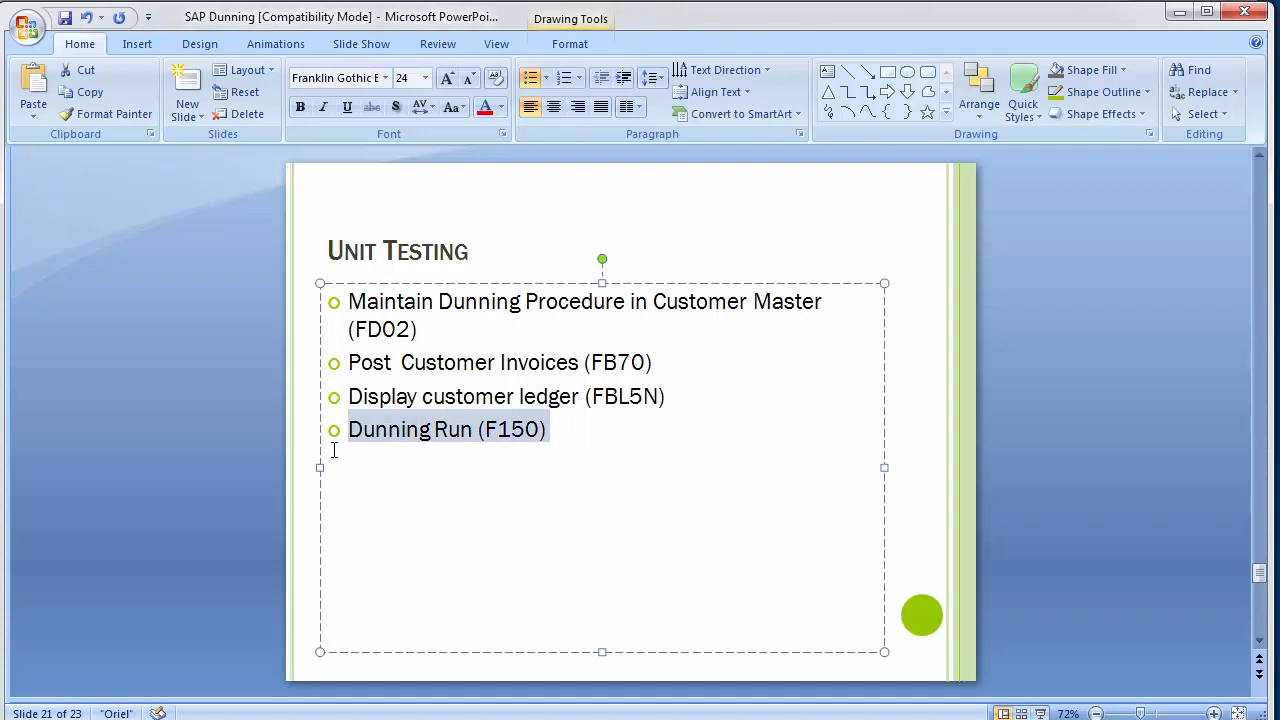 SAP Dunning [Compatibility Mode] - Microsoft PowerPoi...
Drawing Tools
Home Insert Design Animations Slide Show Review View Format
Paste
Cut
Copy
Format Painter
Clipboard
New
Slide
Layout
Reset
Delete
Slides
Franklin Gothic E 24
B I U abc S AV Aa A
Font
Text Direction
Align Text
Convert to SmartArt
Paragraph
Arrange
Quick
Styles
Shape Fill
Shape Outline
Shape Effects
Drawing
Find
Replace
Select
Editing
UNIT TESTING
Maintain Dunning Procedure in Customer Master
(FD02)
Post Customer Invoices (FB70)
Display customer ledger (FBL5N)
Dunning Run (F150)
Slide 21 of 23 "Oriel" 72%